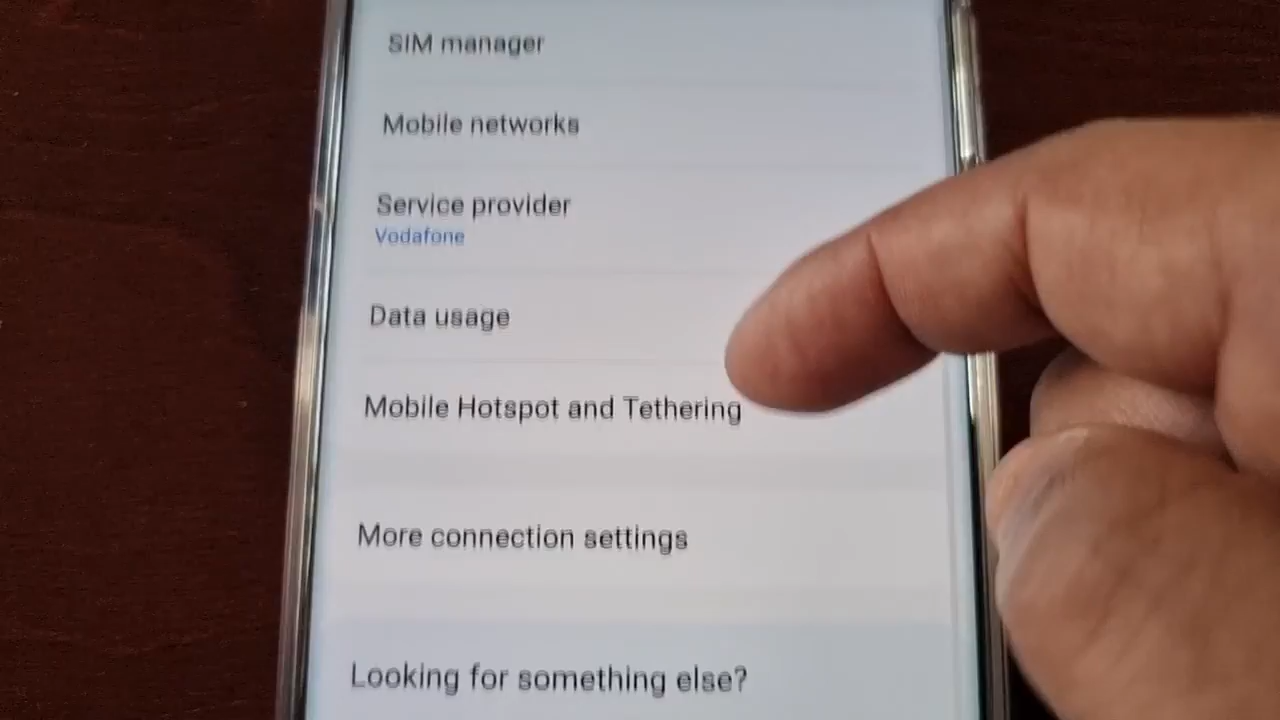 SIM manager
Mobile networks
Service provider
Vodafone
Data usage
Mobile Hotspot and Tethering
More connection settings
Looking for something else?